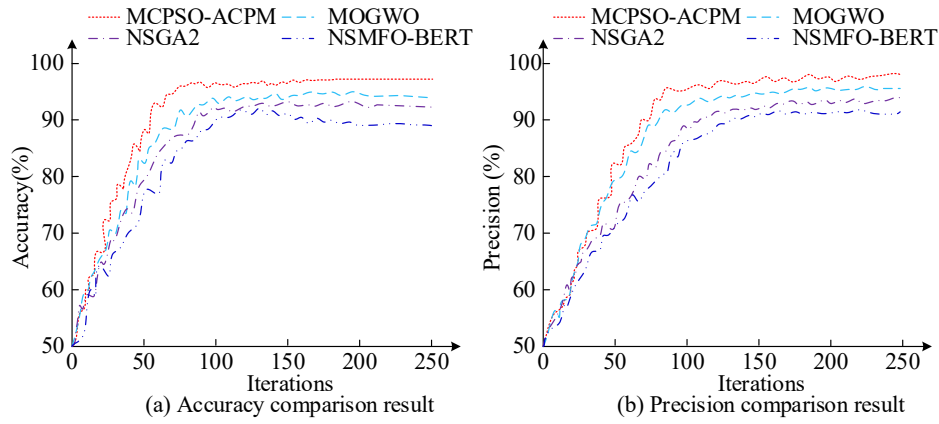 MCPSO-ACPM MOGWO
NSGA2 NSMFO-BERT
100
90
80
70
60
50
Accuracy(%)
0 50 100 150 200 250
Iterations
(a) Accuracy comparison result
MCPSO-ACPM MOGWO
NSGA2 NSMFO-BERT
100
90
80
70
60
50
Precision (%)
0 50 100 150 200 250
Iterations
(b) Precision comparison result